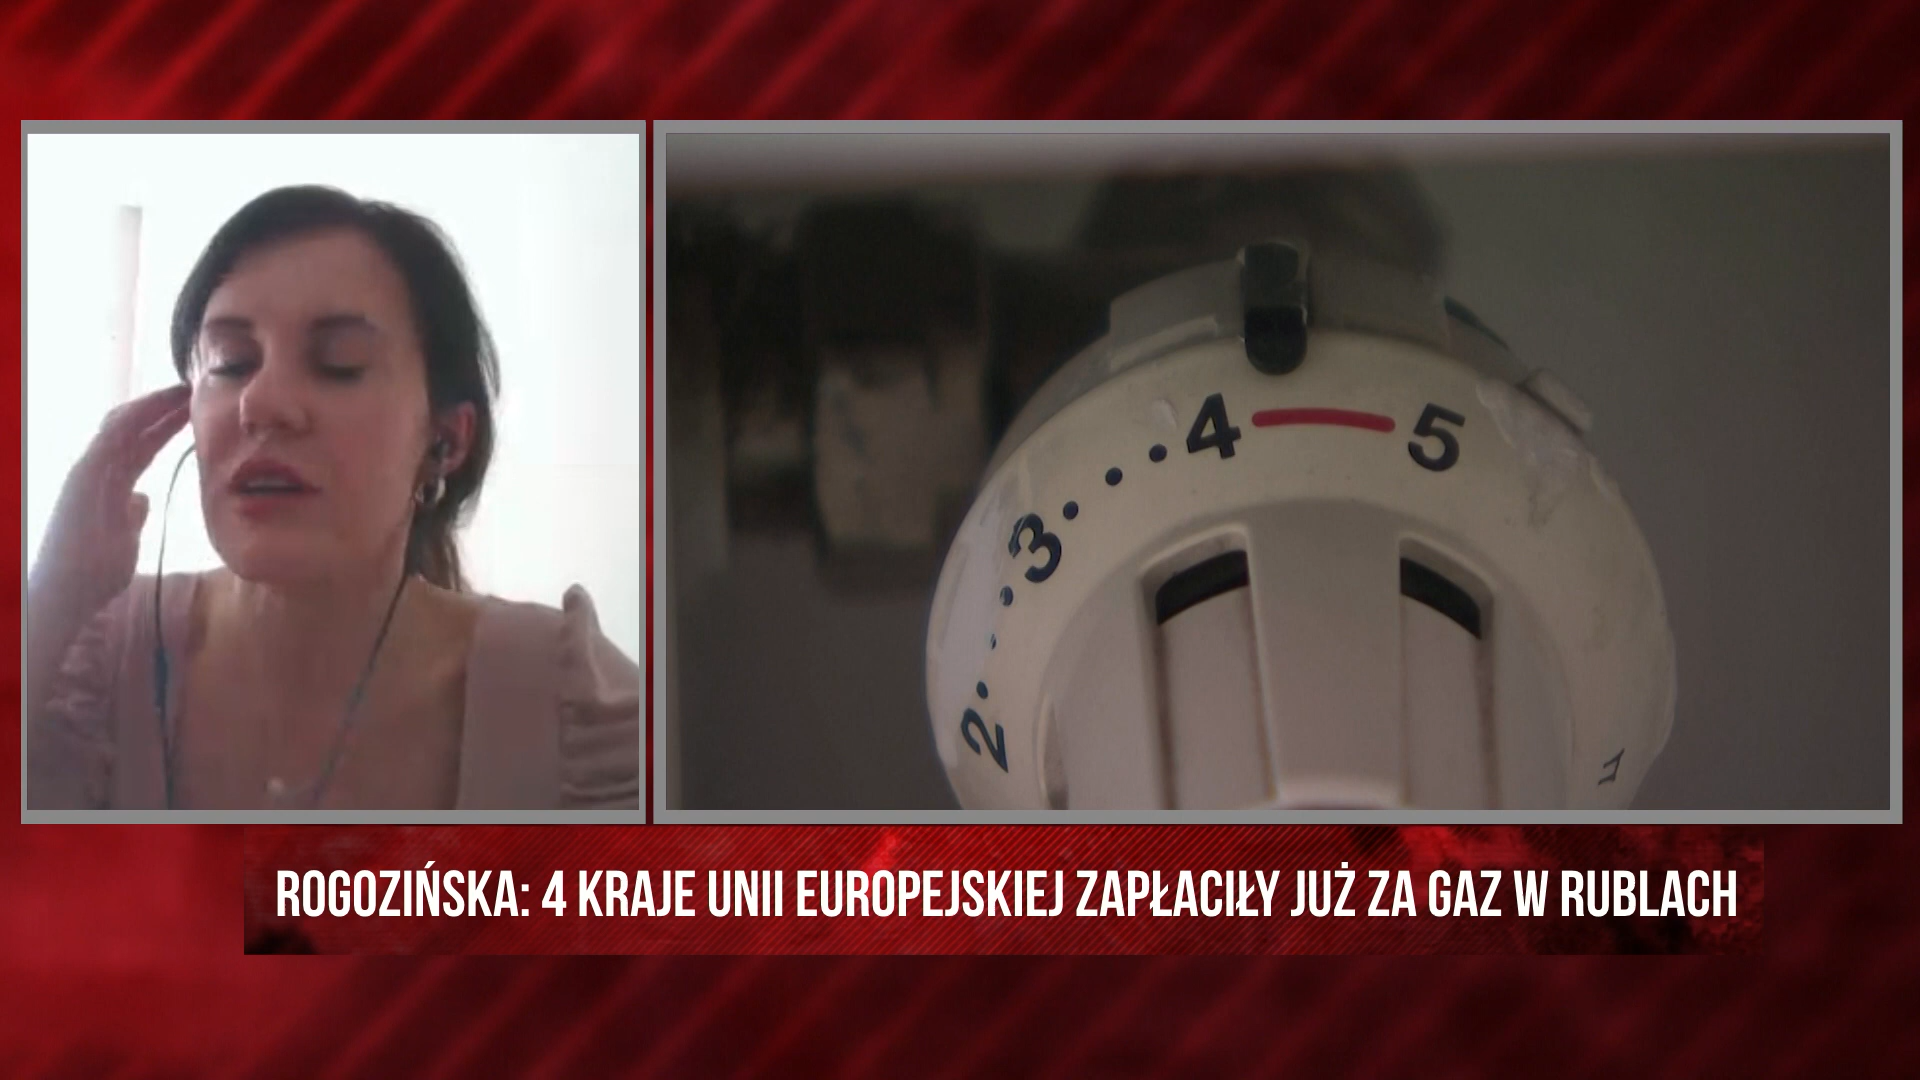 2 • • • 3 • • • 4 5
ROGOZIŃSKA: 4 KRAJE UNII EUROPEJSKIEJ ZAPŁACIŁY JUŻ ZA GAZ W RUBLACH